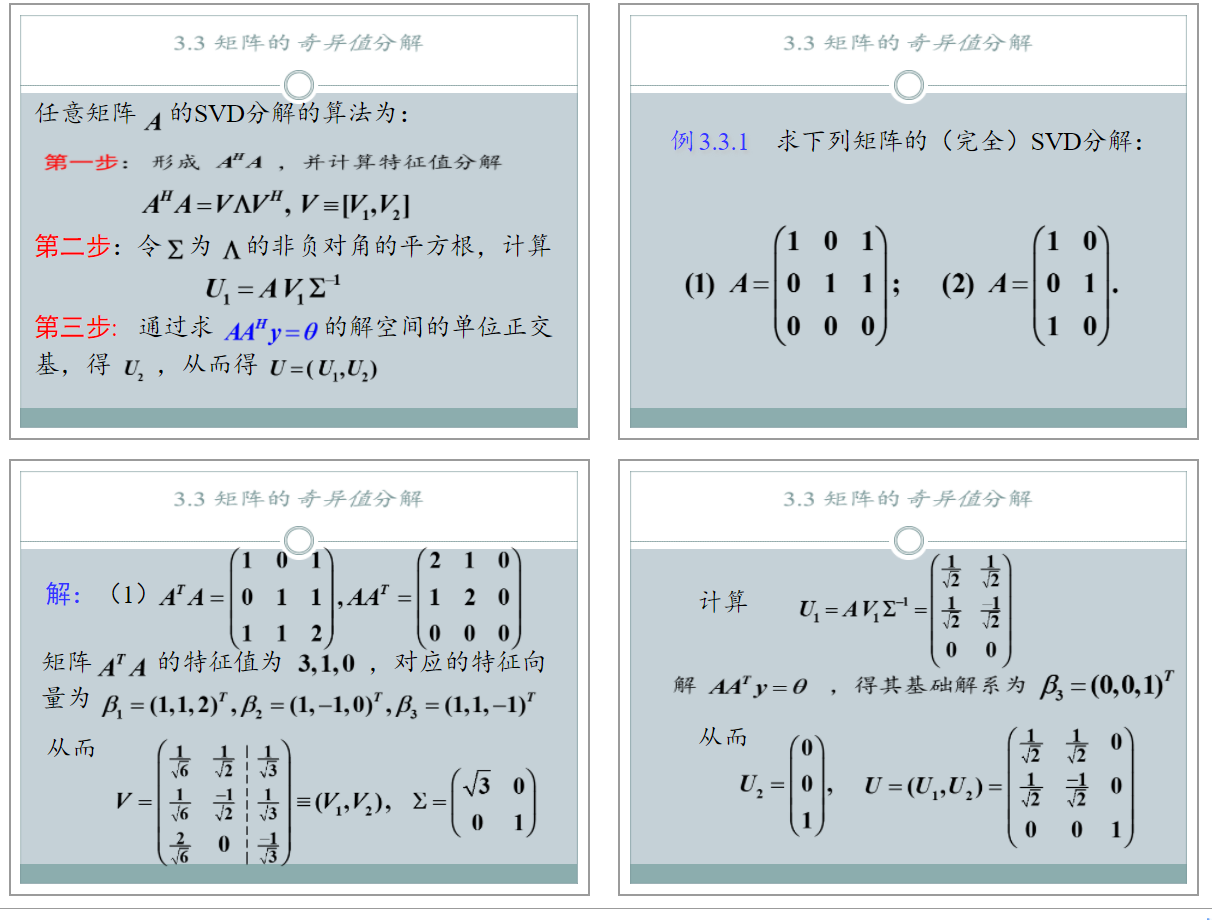 3.3 矩阵的 奇异值分解
任意矩阵 A 的SVD分解的算法为：
第一步： 形成 A^H A ，并计算特征值分解
A^H A = VΛV^H, V ≡ [V_1, V_2]
第二步：令 Σ 为 Λ 的非负对角的平方根，计算
U_1 = A V_1 Σ^{-1}
第三步: 通过求 AA^H y = θ 的解空间的单位正交
基，得 U_2 ，从而得 U = ( U_1, U_2 )
3.3 矩阵的 奇异值分解
例 3.3.1 求下列矩阵的（完全）SVD分解：
(1) A = \begin{pmatrix} 1 & 0 & 1 \\ 0 & 1 & 1 \\ 0 & 0 & 0 \end{pmatrix}; (2) A = \begin{pmatrix} 1 & 0 \\ 0 & 1 \\ 1 & 0 \end{pmatrix}.
3.3 矩阵的 奇异值分解
解：（1）A^T A = \begin{pmatrix} 1 & 0 & 1 \\ 0 & 1 & 1 \\ 1 & 1 & 2 \end{pmatrix}, AA^T = \begin{pmatrix} 2 & 1 & 0 \\ 1 & 2 & 0 \\ 0 & 0 & 0 \end{pmatrix}
矩阵 A^T A 的特征值为 3,1,0 ，对应的特征向
量为 β_1 = (1,1,2)^T, β_2 = (1,−1,0)^T, β_3 = (1,1,−1)^T
从而
V = \begin{pmatrix} \frac{1}{\sqrt{6}} & \frac{1}{\sqrt{2}} & \frac{1}{\sqrt{3}} \\ \frac{1}{\sqrt{6}} & \frac{-1}{\sqrt{2}} & \frac{1}{\sqrt{3}} \\ \frac{2}{\sqrt{6}} & 0 & \frac{-1}{\sqrt{3}} \end{pmatrix} ≡ (V_1, V_2), Σ = \begin{pmatrix} \sqrt{3} & 0 \\ 0 & 1 \end{pmatrix}
3.3 矩阵的 奇异值分解
计算 U_1 = A V_1 Σ^{-1} = \begin{pmatrix} \frac{1}{\sqrt{2}} & \frac{1}{\sqrt{2}} \\ \frac{1}{\sqrt{2}} & \frac{-1}{\sqrt{2}} \\ 0 & 0 \end{pmatrix}
解 AA^T y = θ ，得其基础解系为 β_3 = (0,0,1)^T
从而
U_2 = \begin{pmatrix} 0 \\ 0 \\ 1 \end{pmatrix}, U = (U_1, U_2) = \begin{pmatrix} \frac{1}{\sqrt{2}} & \frac{1}{\sqrt{2}} & 0 \\ \frac{1}{\sqrt{2}} & \frac{-1}{\sqrt{2}} & 0 \\ 0 & 0 & 1 \end{pmatrix}